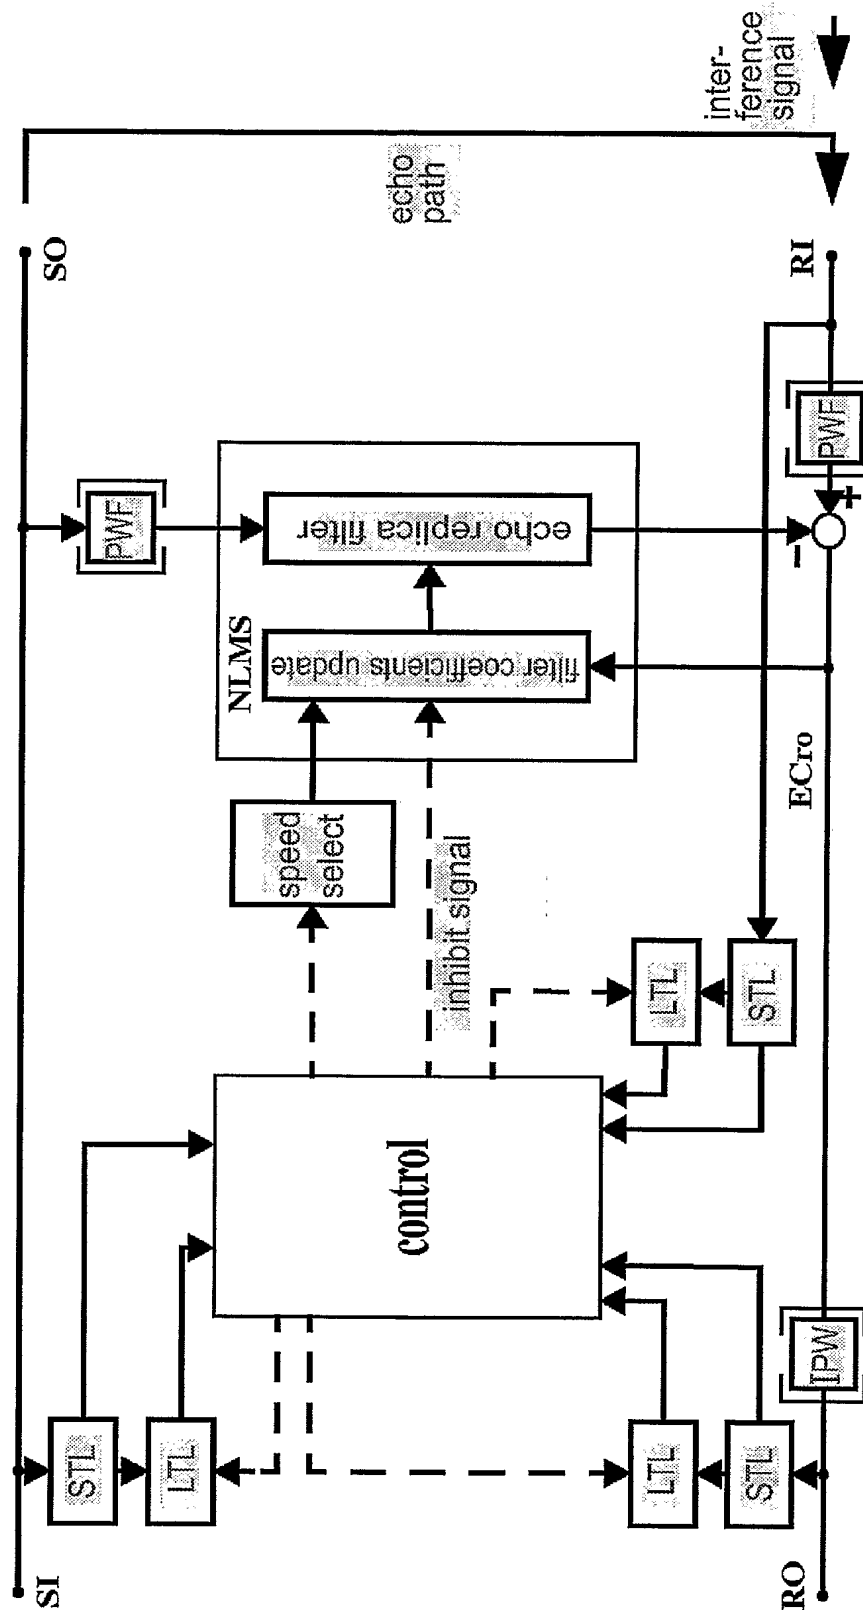 SI
STL
LTL
SO
PWF
echo
path
inter-
ference
signal
NLMS
echo replica filter
filter coefficients update
speed
select
inhibit signal
control
LTL
STL
LTL
STL
ECro
IPW
PWF
-
+
RO
RI